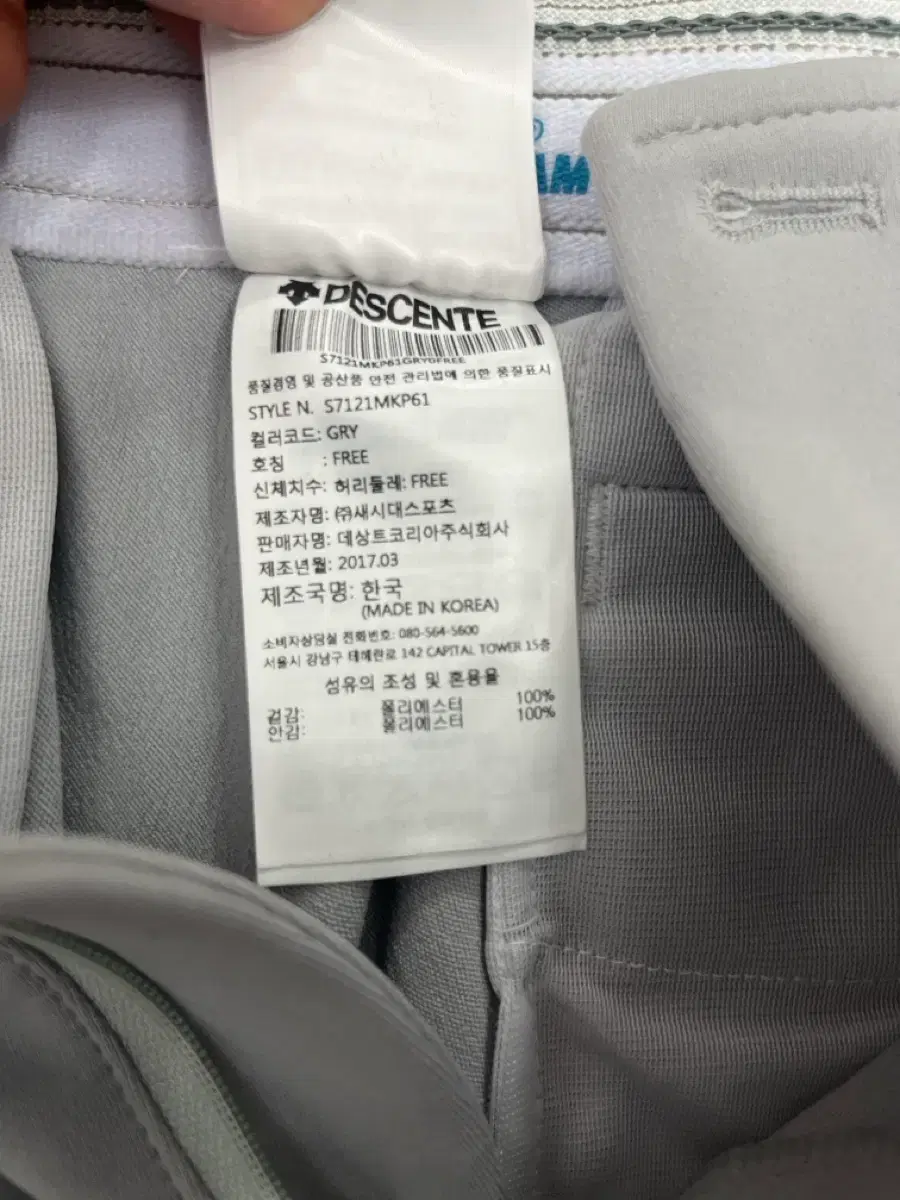 AM
DESCENTE
S7121MKP61GRY0FREE
품질경영 및 공산품 안전 관리법에 의한 품질표시
STYLE N. S7121MKP61
컬러코드: GRY
호칭 : FREE
신체치수: 허리둘레: FREE
제조자명: ㈜새시대스포츠
판매자명: 데상트코리아주식회사
제조년월: 2017.03
제조국명: 한국
(MADE IN KOREA)
소비자상담실 전화번호: 080-564-5600
서울시 강남구 테헤란로 142 CAPITAL TOWER 15층
섬유의 조성 및 혼용율
겉감: 폴리에스터 100%
안감: 폴리에스터 100%